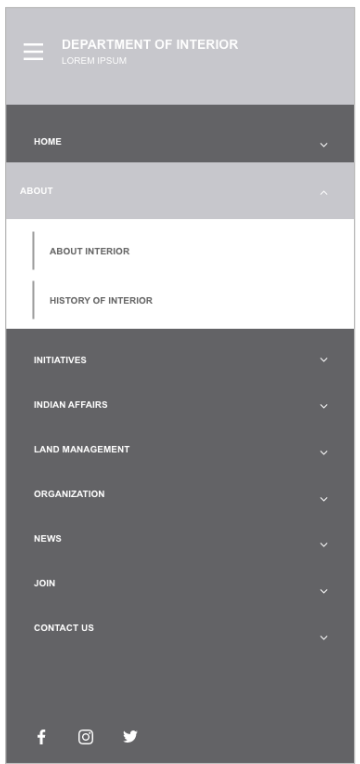 DEPARTMENT OF INTERIOR
LOREM IPSUM
HOME
ABOUT
ABOUT INTERIOR
HISTORY OF INTERIOR
INITIATIVES
INDIAN AFFAIRS
LAND MANAGEMENT
ORGANIZATION
NEWS
JOIN
CONTACT US